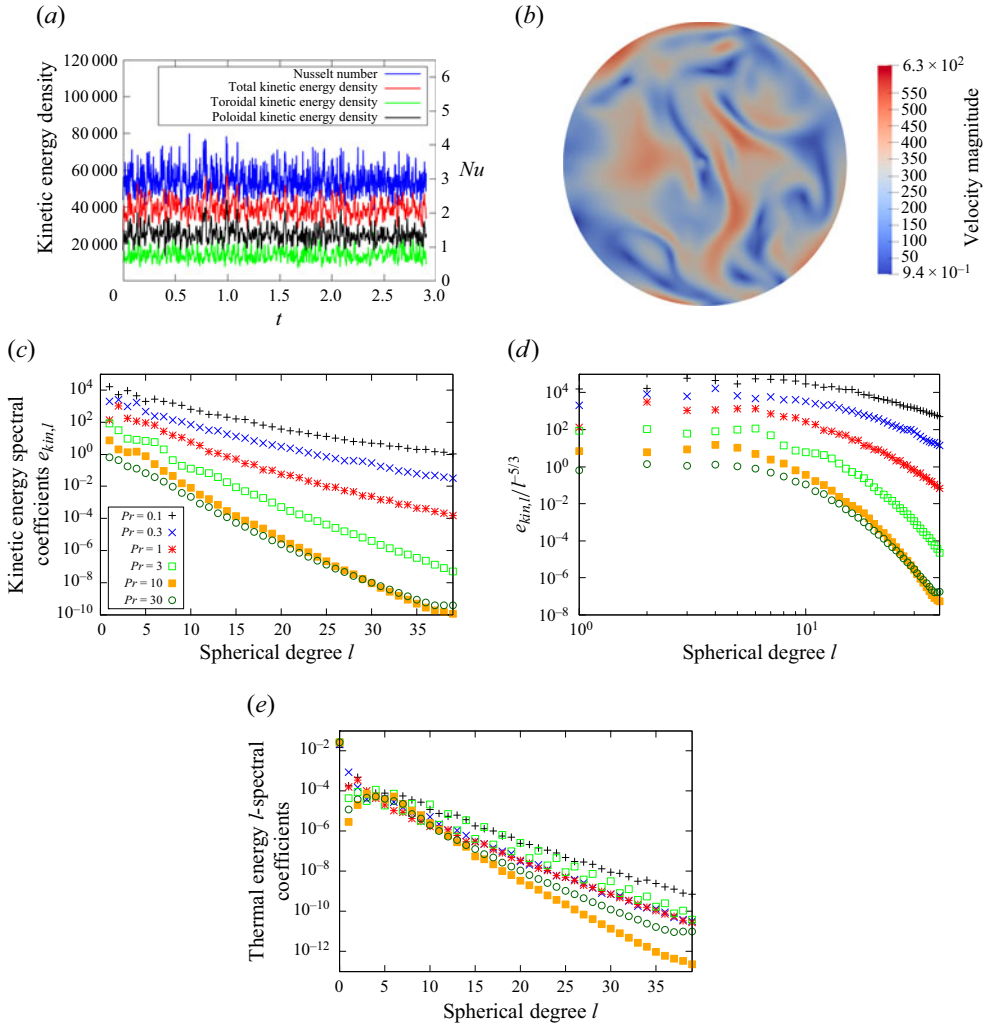 (a)
120 000
100 000
80 000
60 000
40 000
20 000
Kinetic energy density
Nusselt number
Total kinetic energy density
Toroidal kinetic energy density
Poloidal kinetic energy density
6
5
4
3
2
1
0
Nu
0 0.5 1.0 1.5 2.0 2.5 3.0
t
(b)
6.3 × 10²
550
500
450
400
350
300
250
200
150
100
50
9.4 × 10⁻¹
Velocity magnitude
(c)
10⁴
10²
10⁰
10⁻²
10⁻⁴
10⁻⁶
10⁻⁸
10⁻¹⁰
Kinetic energy spectral
coefficients e_{kin,l}
Pr = 0.1
Pr = 0.3
Pr = 1
Pr = 3
Pr = 10
Pr = 30
0 5 10 15 20 25 30 35
Spherical degree l
(d)
10⁴
10²
10⁰
10⁻²
10⁻⁴
10⁻⁶
10⁻⁸
e_{kin,l}/l^{−5/3}
10⁰ 10¹
Spherical degree l
(e)
10⁻²
10⁻⁴
10⁻⁶
10⁻⁸
10⁻¹⁰
10⁻¹²
Thermal energy l-spectral
coefficients
0 5 10 15 20 25 30 35
Spherical degree l